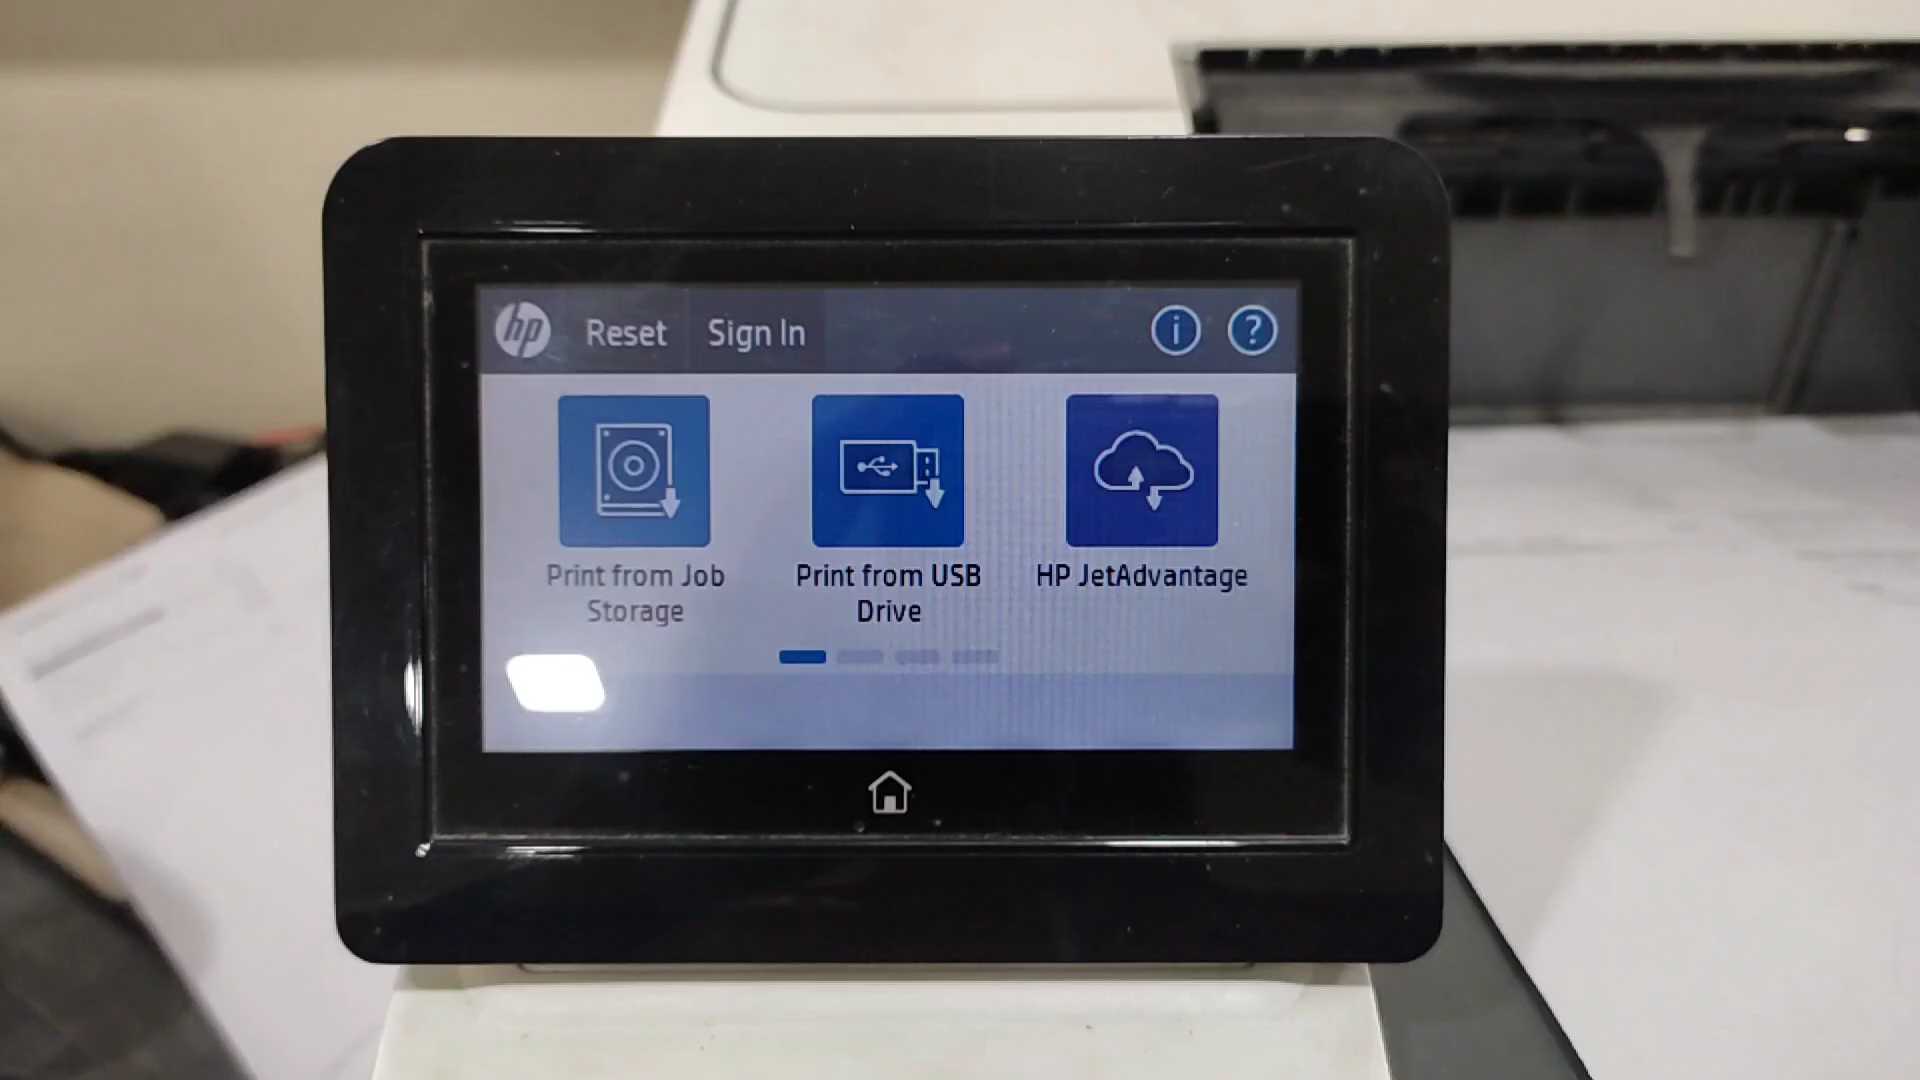 hp Reset Sign In i ?
Print from Job Storage
Print from USB Drive
HP JetAdvantage